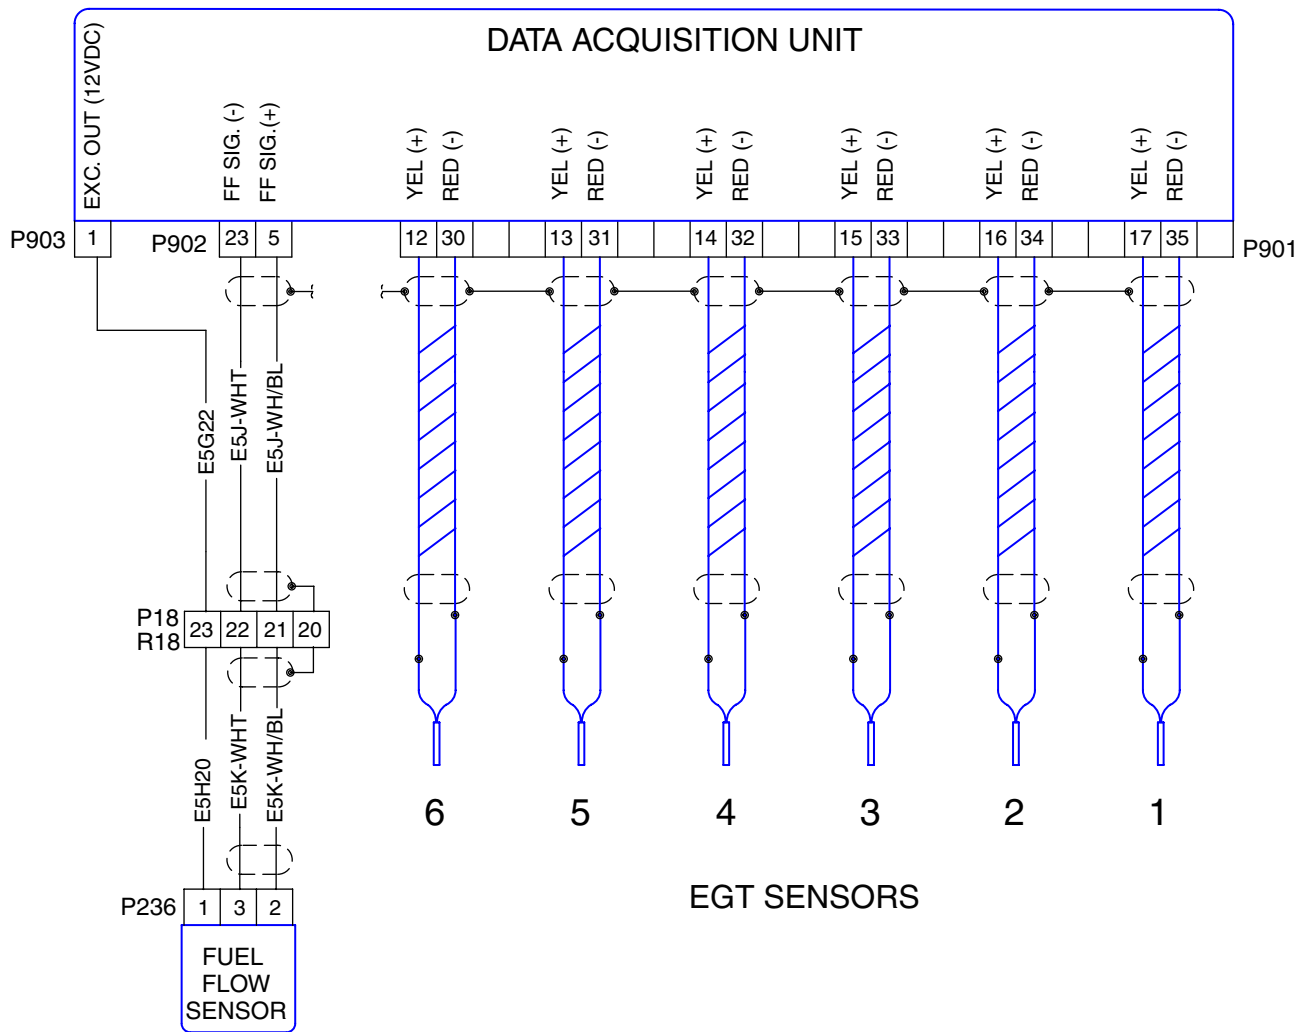 DATA ACQUISITION UNIT
EXC. OUT (12VDC)
FF SIG. (-)
FF SIG.(+)
YEL (+)
RED (-)
YEL (+)
RED (-)
YEL (+)
RED (-)
YEL (+)
RED (-)
YEL (+)
RED (-)
YEL (+)
RED (-)
P903 1 P902 23 5 12 30 13 31 14 32 15 33 16 34 17 35 P901
E5G22
E5J-WHT
E5J-WH/BL
P18
R18
23 22 21 20
E5H20
E5K-WHT
E5K-WH/BL
6 5 4 3 2 1
EGT SENSORS
P236 1 3 2
FUEL
FLOW
SENSOR